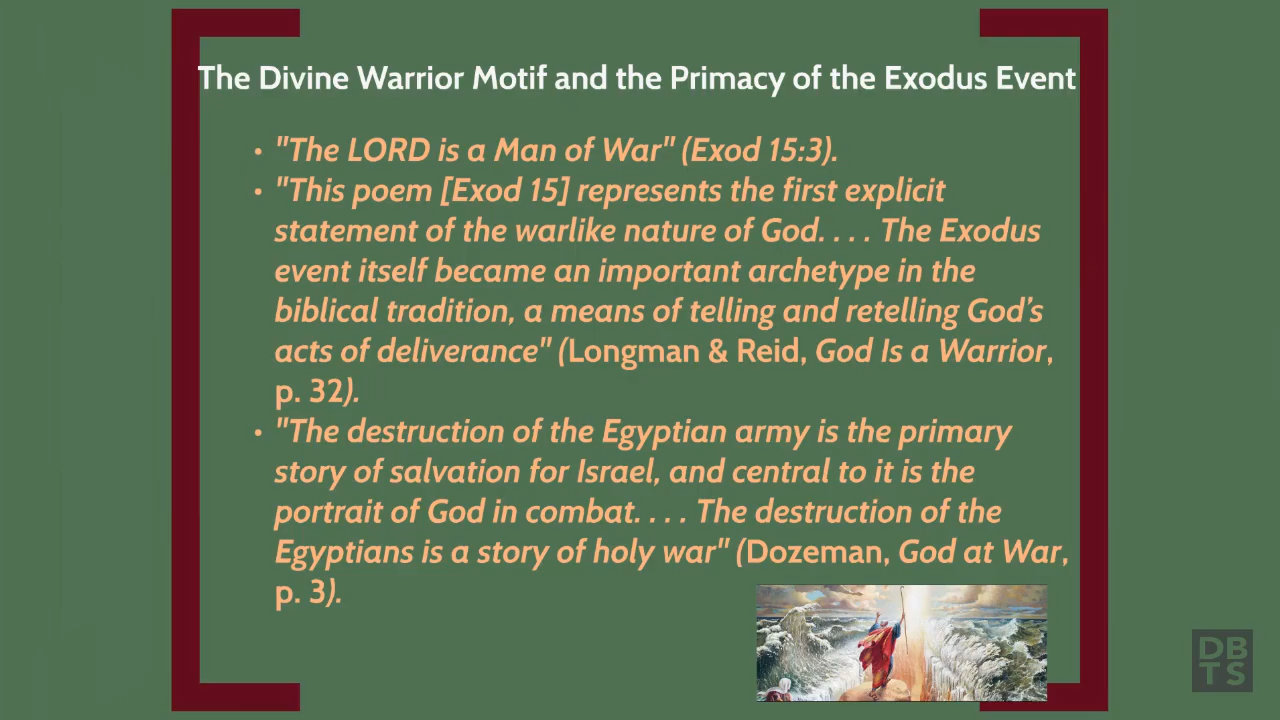 The Divine Warrior Motif and the Primacy of the Exodus Event
• "The LORD is a Man of War" (Exod 15:3).
• "This poem [Exod 15] represents the first explicit
statement of the warlike nature of God. . . . The Exodus
event itself became an important archetype in the
biblical tradition, a means of telling and retelling God’s
acts of deliverance" (Longman & Reid, God Is a Warrior,
p. 32).
• "The destruction of the Egyptian army is the primary
story of salvation for Israel, and central to it is the
portrait of God in combat. . . . The destruction of the
Egyptians is a story of holy war" (Dozeman, God at War,
p. 3).
DB
TS